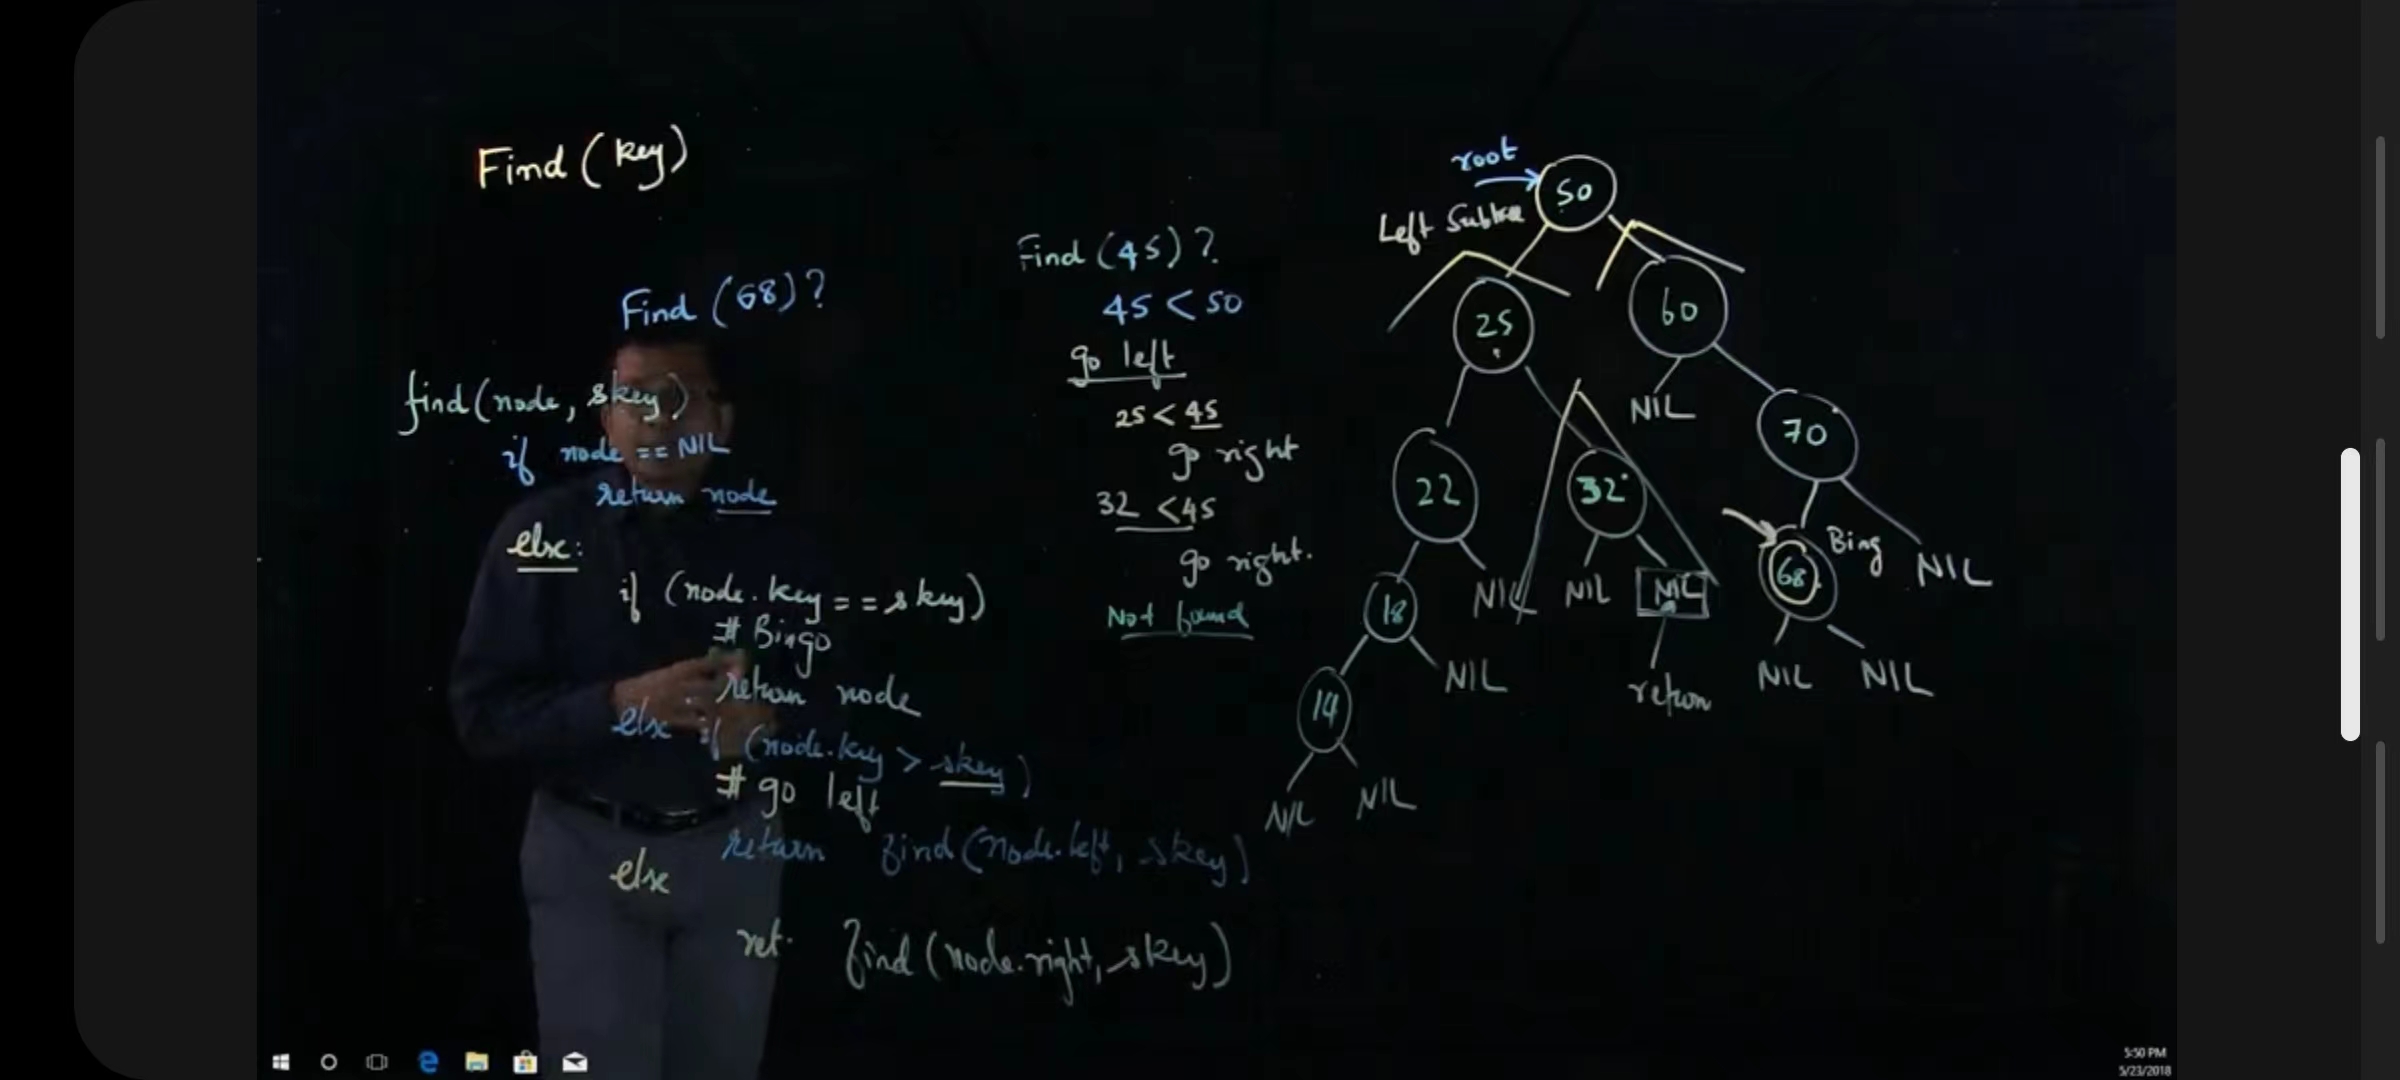 Find (key)
Find (68)?
find(node, skey)
if node == NIL
return node
else:
if (node.key == skey)
# Bingo
return node
else if (node.key > skey)
# go left
return find(node.left, skey)
else
ret. find(node.right, skey)
Find (45)?
45 < 50
go left
25 < 45
go right
32 < 45
go right.
Not found
root
50
Left Subtree
25
60
NIL
70
22
32
Bing
68
NIL
18
NIL
NIL
NIL
14
NIL
return
NIL
NIL
NIL
NIL
5:50 PM
5/23/2018